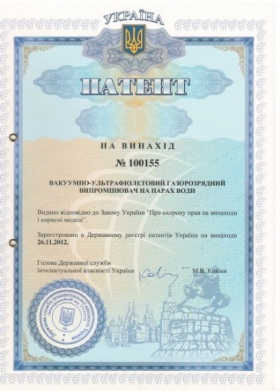 УКРАЇНА
ПАТЕНТ
НА ВИНАХІД
№ 100155
ВАКУУМНО-УЛЬТРАФІОЛЕТОВИЙ ГАЗОРОЗРЯДНИЙ
ВИПРОМІНЮВАЧ НА ПАРАХ ВОДИ
Видано відповідно до Закону України "Про охорону прав на винаходи
і корисні моделі".
Зареєстровано в Державному реєстрі патентів України на винаходи
26.11.2012.
Голова Державної служби
інтелектуальної власності України
М.В. Ковіня